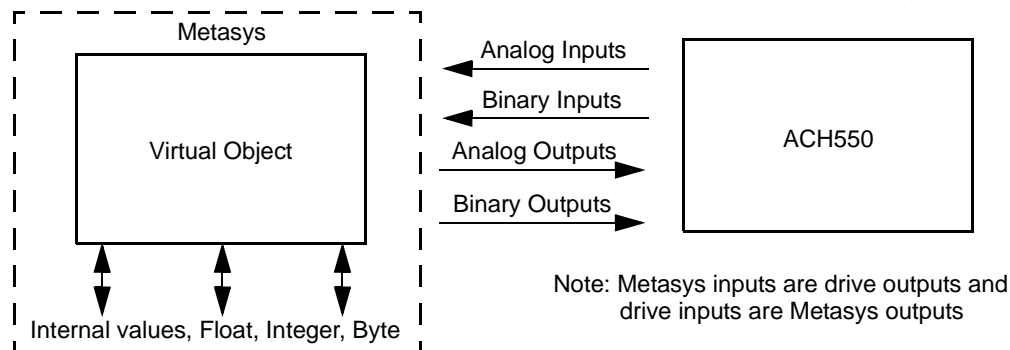 Metasys
Virtual Object
Internal values, Float, Integer, Byte
Analog Inputs
Binary Inputs
Analog Outputs
Binary Outputs
ACH550
Note: Metasys inputs are drive outputs and
drive inputs are Metasys outputs